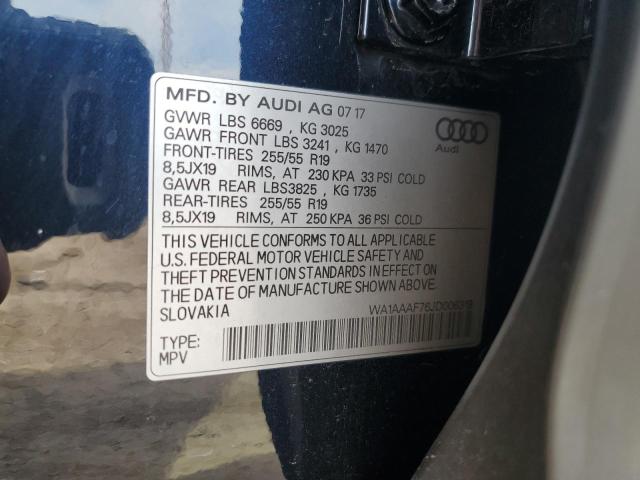 MFD. BY AUDI AG 07 17
GVWR LBS 6669 , KG 3025
GAWR FRONT LBS 3241 , KG 1470
FRONT-TIRES 255/55 R19
8,5JX19 RIMS, AT 230 KPA 33 PSI COLD
GAWR REAR LBS3825 , KG 1735
REAR-TIRES 255/55 R19
8,5JX19 RIMS, AT 250 KPA 36 PSI COLD
Audi
THIS VEHICLE CONFORMS TO ALL APPLICABLE
U.S. FEDERAL MOTOR VEHICLE SAFETY AND
THEFT PREVENTION STANDARDS IN EFFECT ON
THE DATE OF MANUFACTURE SHOWN ABOVE.
SLOVAKIA
WA1AAAF76JD006319
TYPE:
MPV